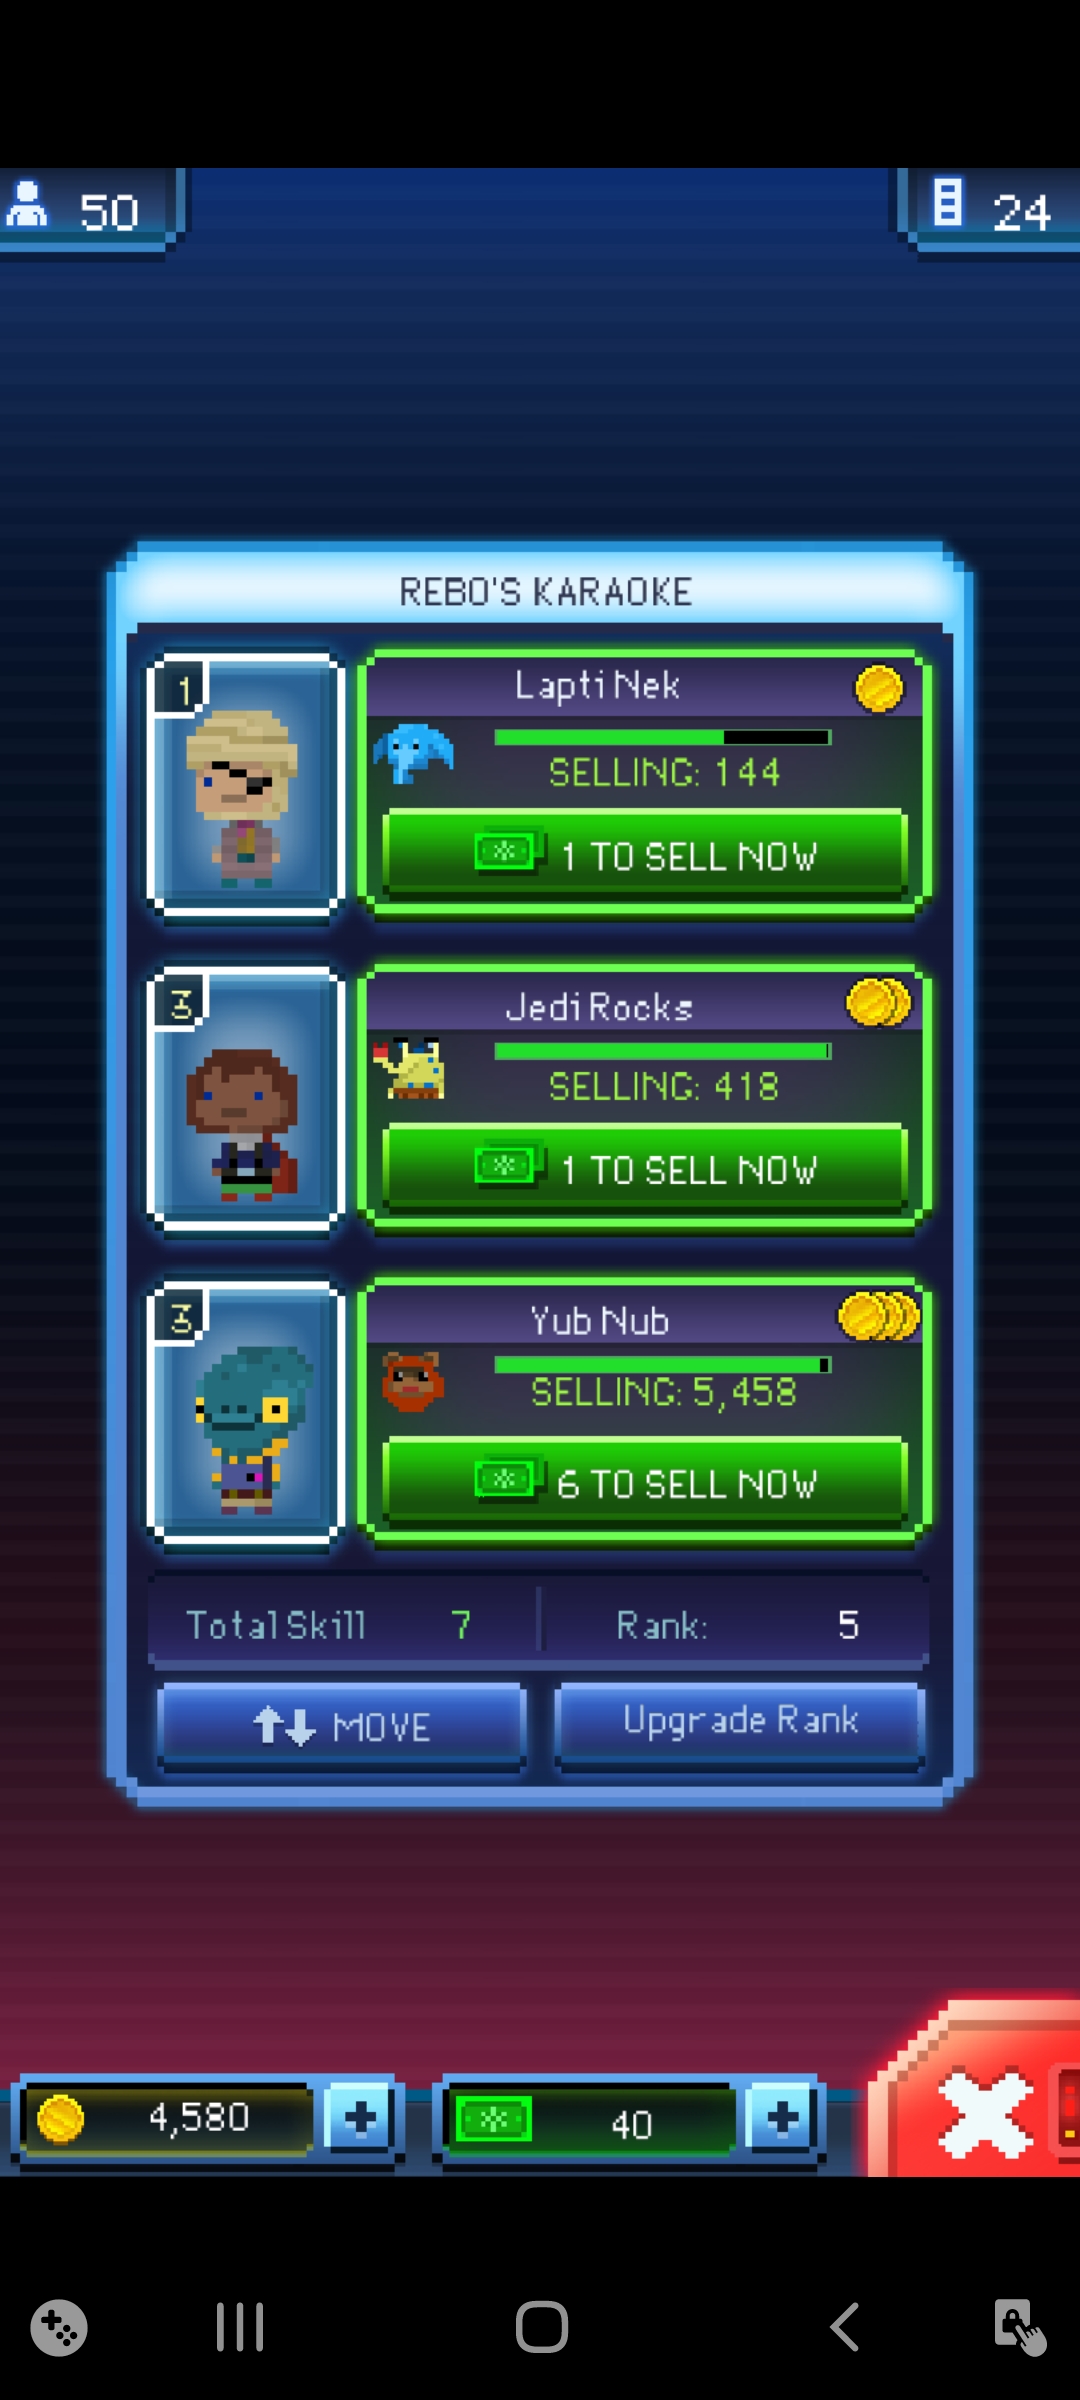 50
24
REBO'S KARAOKE
1
Lapti Nek
SELLING: 144
1 TO SELL NOW
3
Jedi Rocks
SELLING: 418
1 TO SELL NOW
3
Yub Nub
SELLING: 5,458
6 TO SELL NOW
Total Skill 7
Rank: 5
MOVE
Upgrade Rank
4,580
40